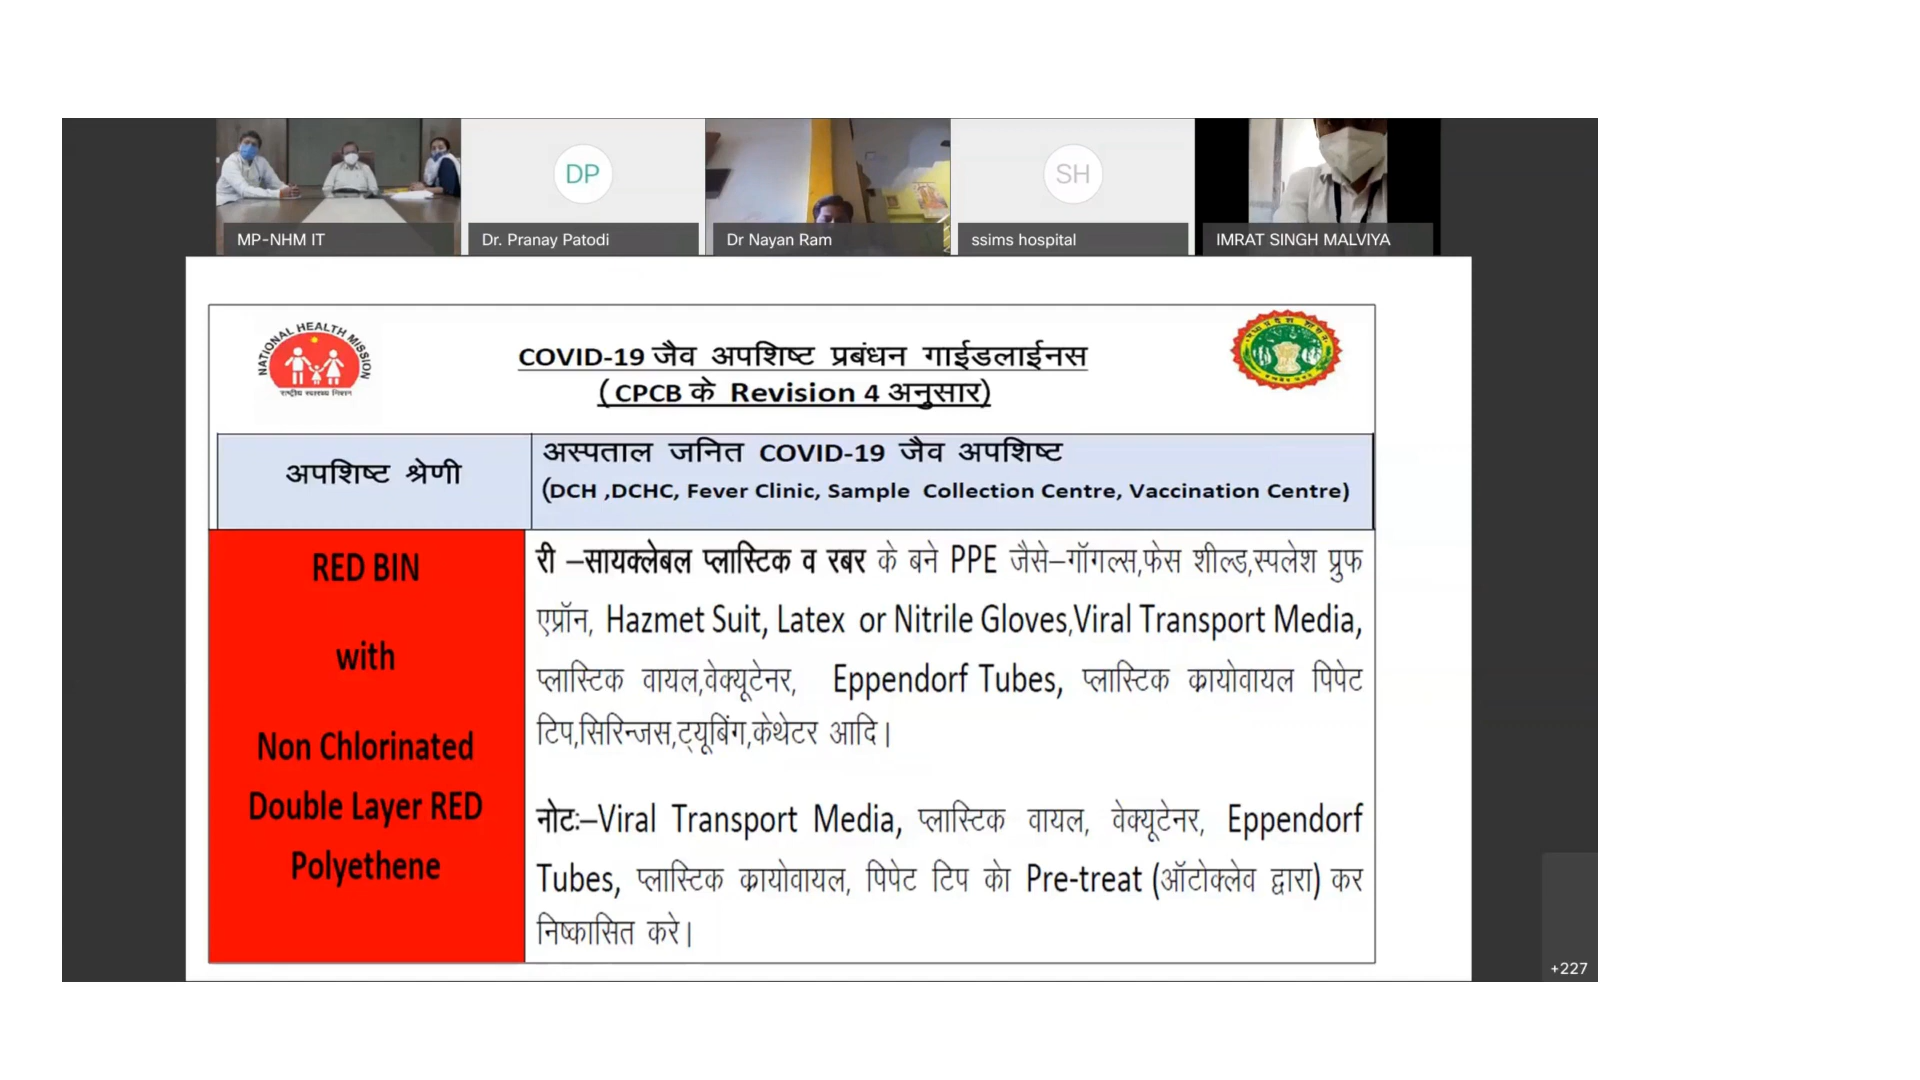 MP-NHM IT
DP
Dr. Pranay Patodi
Dr Nayan Ram
SH
ssims hospital
IMRAT SINGH MALVIYA
NATIONAL HEALTH MISSION
राष्ट्रीय स्वास्थ्य मिशन
COVID-19 जैव अपशिष्ट प्रबंधन गाईडलाईनस
( CPCB के Revision 4 अनुसार)
अपशिष्ट श्रेणी
अस्पताल जनित COVID-19 जैव अपशिष्ट
(DCH ,DCHC, Fever Clinic, Sample Collection Centre, Vaccination Centre)
RED BIN
with
Non Chlorinated
Double Layer RED
Polyethene
री –सायक्लेबल प्लास्टिक व रबर के बने PPE जैसे–गॉगल्स,फेस शील्ड,स्पलेश प्रुफ
एप्रॉन, Hazmet Suit, Latex or Nitrile Gloves,Viral Transport Media,
प्लास्टिक वायल,वेक्यूटेनर, Eppendorf Tubes, प्लास्टिक क्रायोवायल पिपेट
टिप,सिरिन्जस,ट्यूबिंग,केथेटर आदि।
नोटः–Viral Transport Media, प्लास्टिक वायल, वेक्यूटेनर, Eppendorf
Tubes, प्लास्टिक क्रायोवायल, पिपेट टिप को Pre-treat (ऑटोक्लेव द्वारा) कर
निष्कासित करे।
+227